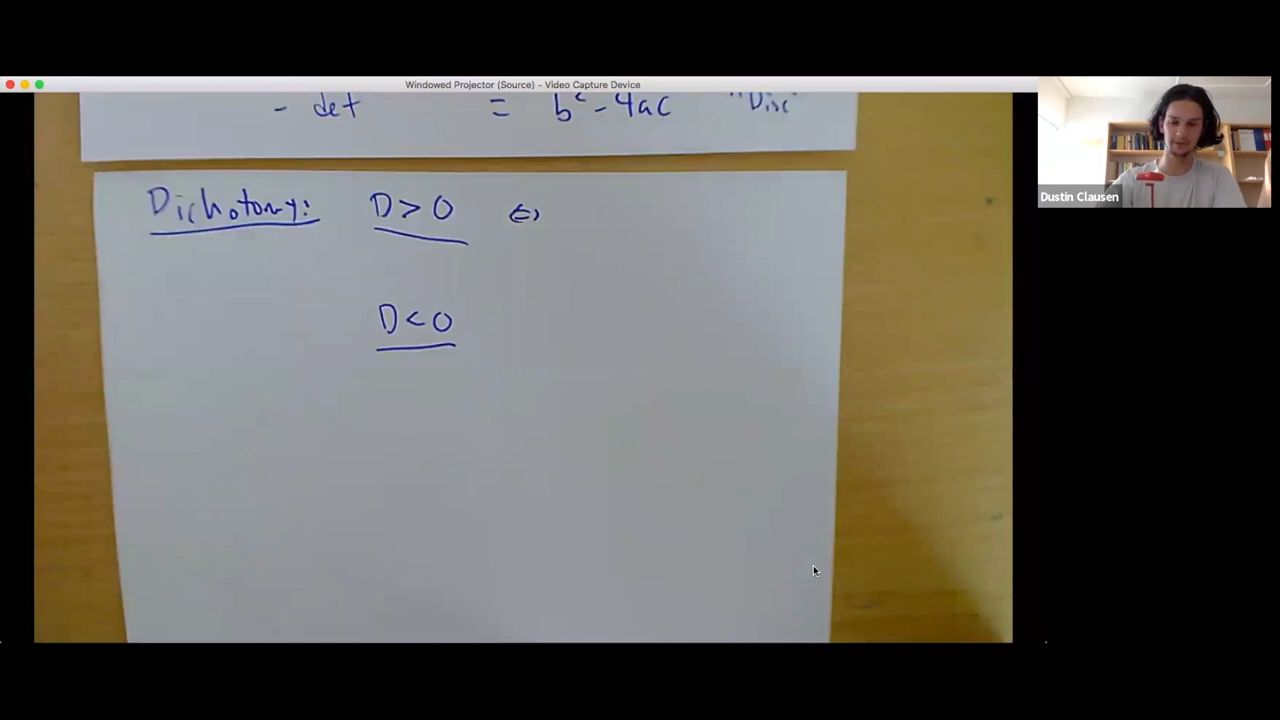 Windowed Projector (Source) - Video Capture Device
- det = b² - 4ac "Disc"
Dichotomy: D > 0 ⇔
D < 0
Dustin Clausen